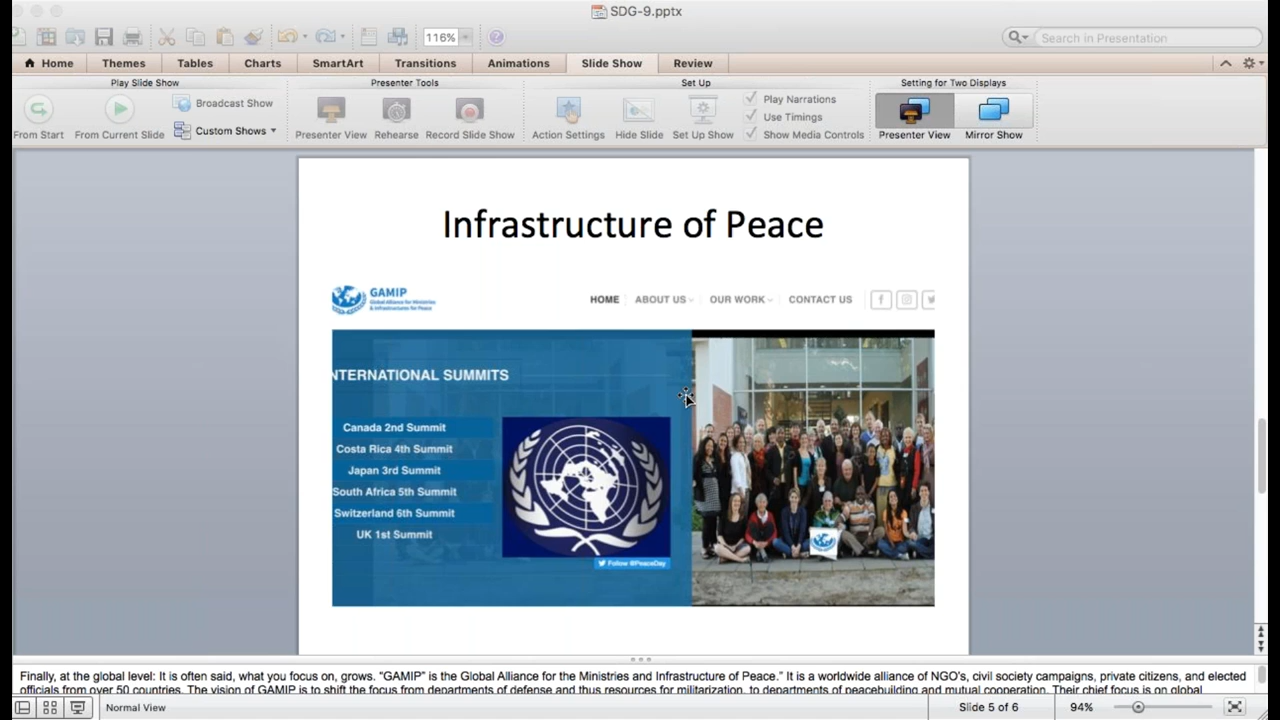 SDG-9.pptx
116%
Search in Presentation
Home Themes Tables Charts SmartArt Transitions Animations Slide Show Review
Play Slide Show Presenter Tools Set Up Setting for Two Displays
From Start
From Current Slide
Broadcast Show
Custom Shows
Presenter View
Rehearse
Record Slide Show
Action Settings
Hide Slide
Set Up Show
Play Narrations
Use Timings
Show Media Controls
Presenter View
Mirror Show
Infrastructure of Peace
GAMIP
Global Alliance for Ministries
& Infrastructures for Peace
HOME ABOUT US OUR WORK CONTACT US
NTERNATIONAL SUMMITS
Canada 2nd Summit
Costa Rica 4th Summit
Japan 3rd Summit
South Africa 5th Summit
Switzerland 6th Summit
UK 1st Summit
Follow @PeaceDay
Finally, at the global level: It is often said, what you focus on, grows. “GAMIP” is the Global Alliance for the Ministries and Infrastructure of Peace.” It is a worldwide alliance of NGO's, civil society campaigns, private citizens, and elected
officials from over 50 countries. The vision of GAMIP is to shift the focus from departments of defense and thus resources for militarization, to departments of peacebuilding and mutual cooperation. Their chief focus is on global
Normal View
Slide 5 of 6
94%